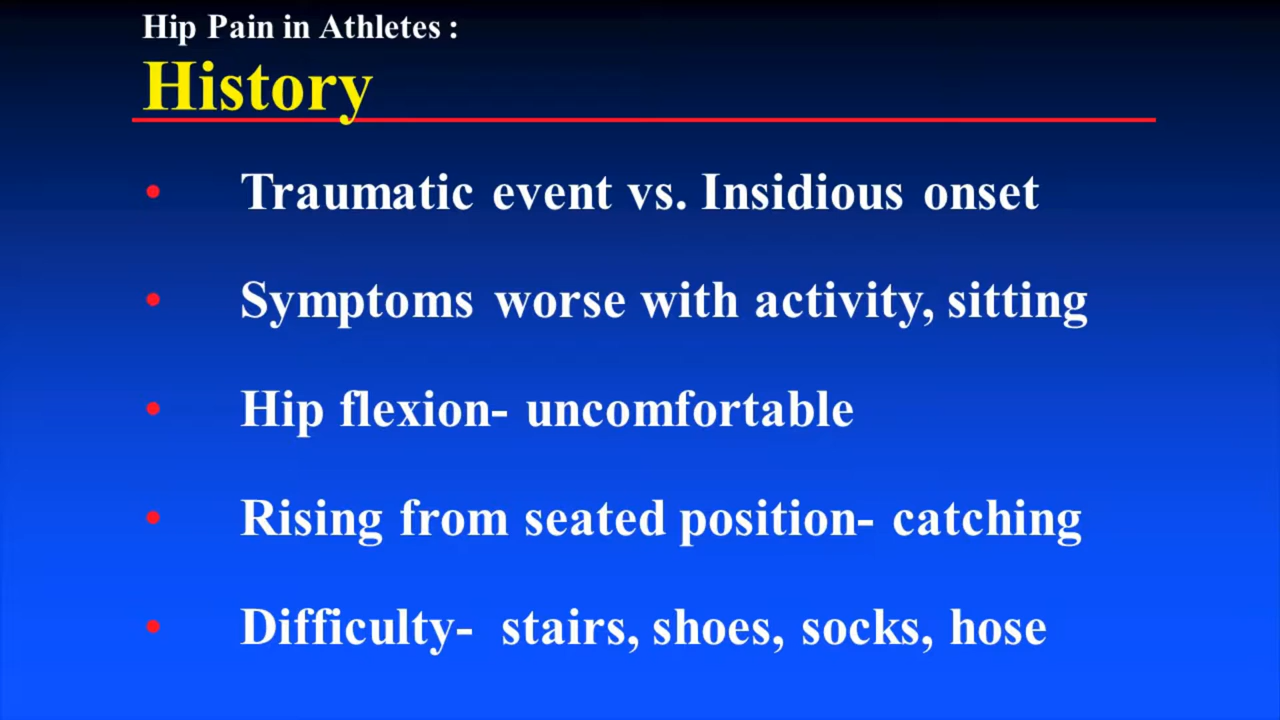 Hip Pain in Athletes :
History
• Traumatic event vs. Insidious onset
• Symptoms worse with activity, sitting
• Hip flexion- uncomfortable
• Rising from seated position- catching
• Difficulty- stairs, shoes, socks, hose